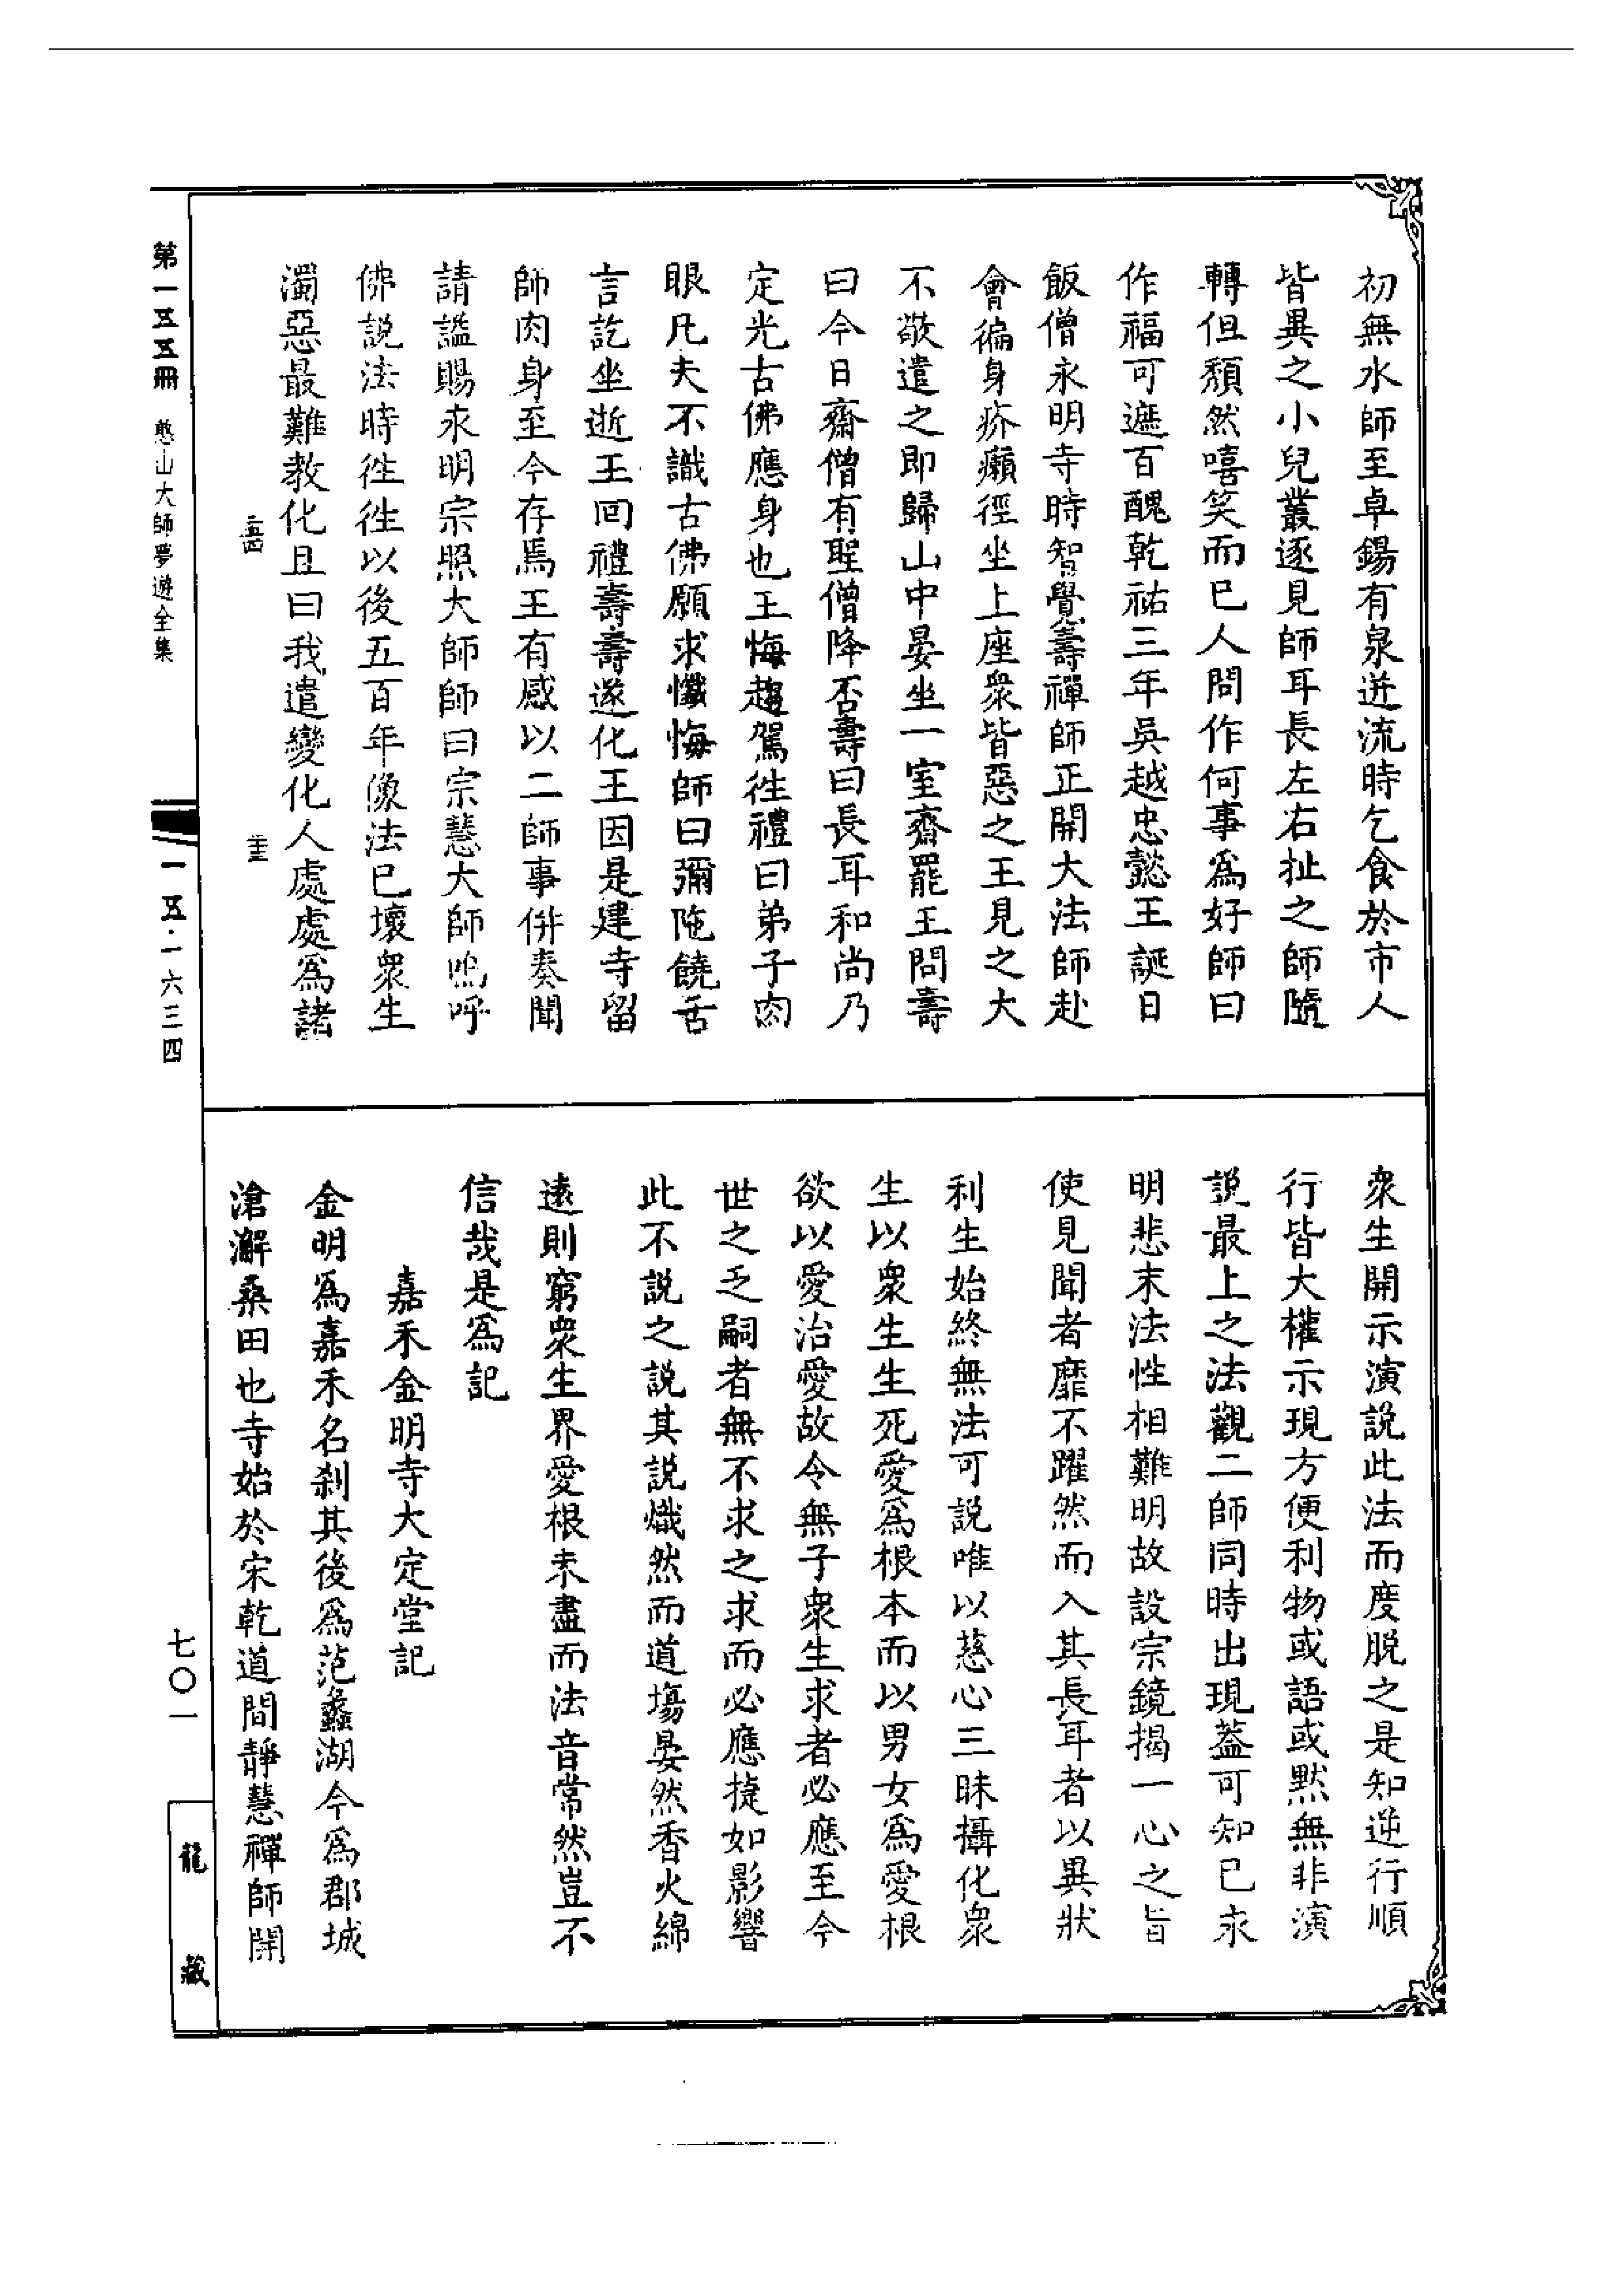 初無水師至卓錫有泉迸流時乞食於市人
皆異之小兒叢逐見師耳長左右扯之師隨
轉但頹然嘻笑而已人問作何事爲好師曰
作福可遮百醜乾祐三年吳越忠懿王誕日
飯僧永明寺時智覺壽禪師正開大法師赴
會徧身疥癩徑坐上座衆皆惡之王見之大
不敬遣之即歸山中晏坐一室齋罷王問壽
曰今日齋僧有聖僧降否壽曰長耳和尚乃
定光古佛應身也王悔趨駕徃禮曰弟子肉
眼凡夫不識古佛願求懺悔師曰彌陀饒舌
言訖坐逝王回禮壽壽遂化王因是建寺留
師肉身至今存焉王有感以二師事併奏聞
請謚賜永明宗照大師師曰宗慧大師嗚呼
佛説法時徃徃以後五百年像法已壞衆生
濁惡最難教化且曰我遣變化人處處爲諸
衆生開示演説此法而度脱之是知逆行順
行皆大權示現方便利物或語或默無非演
説最上之法觀二師同時出現蓋可知已永
明悲末法性相難明故設宗鏡揭一心之旨
使見聞者靡不躍然而入其長耳者以異狀
利生始終無法可説唯以慈心三昧攝化衆
生以衆生生死愛爲根本而以男女爲愛根
欲以愛治愛故令無子衆生求者必應至今
世之乏嗣者無不求之求而必應捷如影響
此不説之説其説熾然而道塲晏然香火綿
遠則窮衆生界愛根未盡而法音常然豈不
信哉是爲記
嘉禾金明寺大定堂記
金明爲嘉禾名刹其後爲范蠡湖今爲郡城
滄澥桑田也寺始於宋乾道間靜慧禪師開
第一五五冊 憨山大師夢遊全集
一五·一六三四
七〇一
龍藏